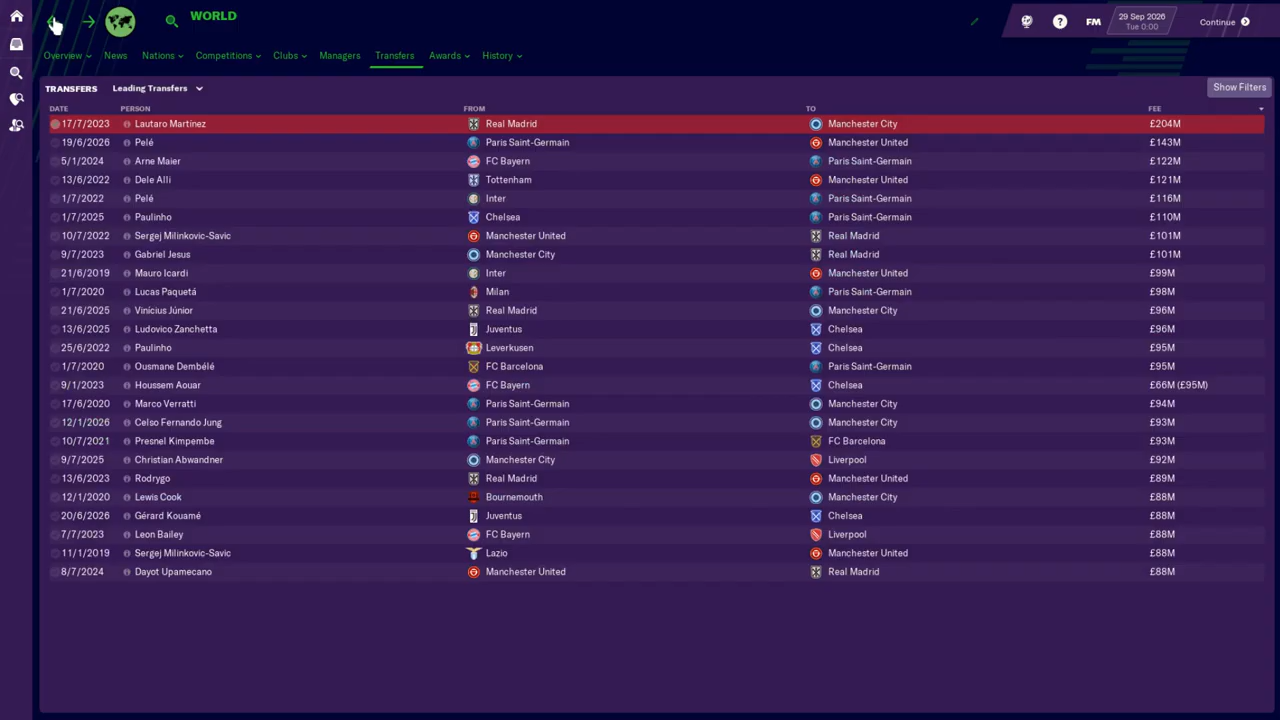 WORLD
FM
29 Sep 2026
Tue 0:00
Continue
Overview News Nations Competitions Clubs Managers Transfers Awards History
TRANSFERS Leading Transfers Show Filters
DATE PERSON FROM TO FEE
17/7/2023 Lautaro Martínez Real Madrid Manchester City £204M
19/6/2026 Pelé Paris Saint-Germain Manchester United £143M
5/1/2024 Arne Maier FC Bayern Paris Saint-Germain £122M
13/6/2022 Dele Alli Tottenham Manchester United £121M
1/7/2022 Pelé Inter Paris Saint-Germain £116M
1/7/2025 Paulinho Chelsea Paris Saint-Germain £110M
10/7/2022 Sergej Milinkovic-Savic Manchester United Real Madrid £101M
9/7/2023 Gabriel Jesus Manchester City Real Madrid £101M
21/6/2019 Mauro Icardi Inter Manchester United £99M
1/7/2020 Lucas Paquetá Milan Paris Saint-Germain £98M
21/6/2025 Vinícius Júnior Real Madrid Manchester City £96M
13/6/2025 Ludovico Zanchetta Juventus Chelsea £96M
25/6/2022 Paulinho Leverkusen Chelsea £95M
1/7/2020 Ousmane Dembélé FC Barcelona Paris Saint-Germain £95M
9/1/2023 Houssem Aouar FC Bayern Chelsea £66M (£95M)
17/6/2020 Marco Verratti Paris Saint-Germain Manchester City £94M
12/1/2026 Celso Fernando Jung Paris Saint-Germain Manchester City £93M
10/7/2021 Presnel Kimpembe Paris Saint-Germain FC Barcelona £93M
9/7/2025 Christian Abwandner Manchester City Liverpool £92M
13/6/2023 Rodrygo Real Madrid Manchester United £89M
12/1/2020 Lewis Cook Bournemouth Manchester City £88M
20/6/2026 Gérard Kouamé Juventus Chelsea £88M
7/7/2023 Leon Bailey FC Bayern Liverpool £88M
11/1/2019 Sergej Milinkovic-Savic Lazio Manchester United £88M
8/7/2024 Dayot Upamecano Manchester United Real Madrid £88M